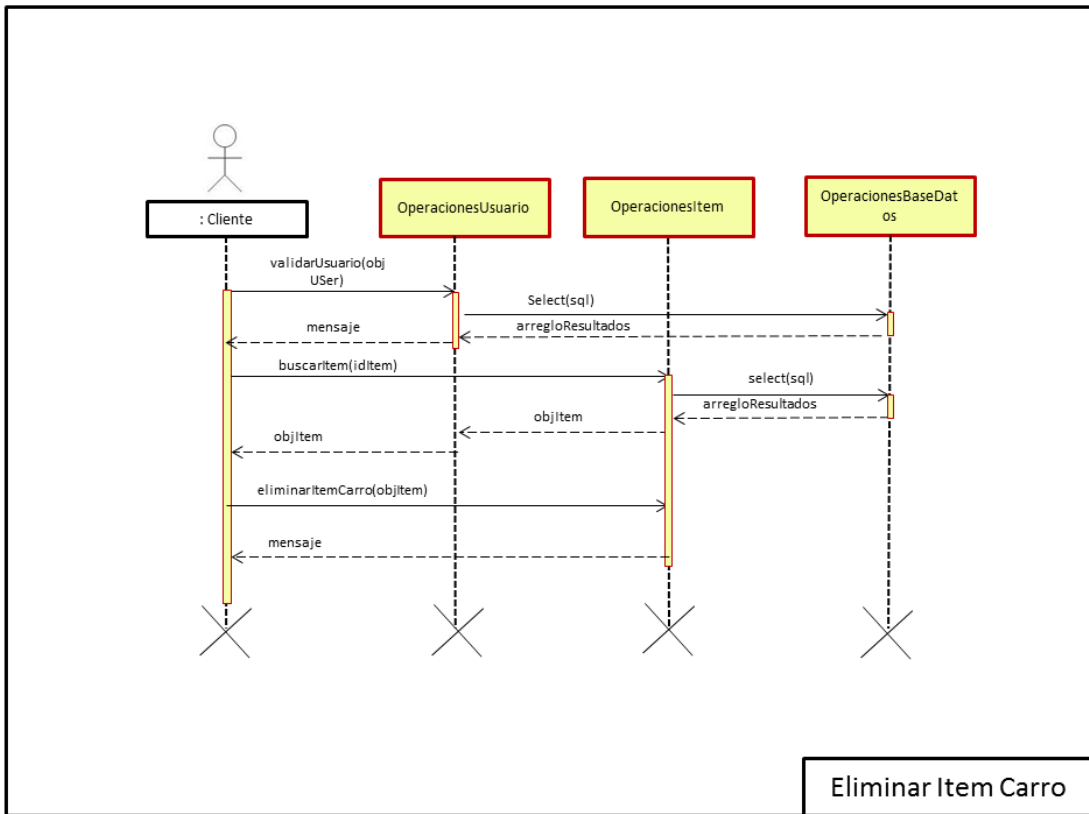 : Cliente
OperacionesUsuario
OperacionesItem
OperacionesBaseDat
os
validarUsuario(obj
USer)
Select(sql)
arregloResultados
mensaje
buscarItem(idItem)
select(sql)
arregloResultados
objItem
objItem
eliminarItemCarro(objItem)
mensaje
Eliminar Item Carro